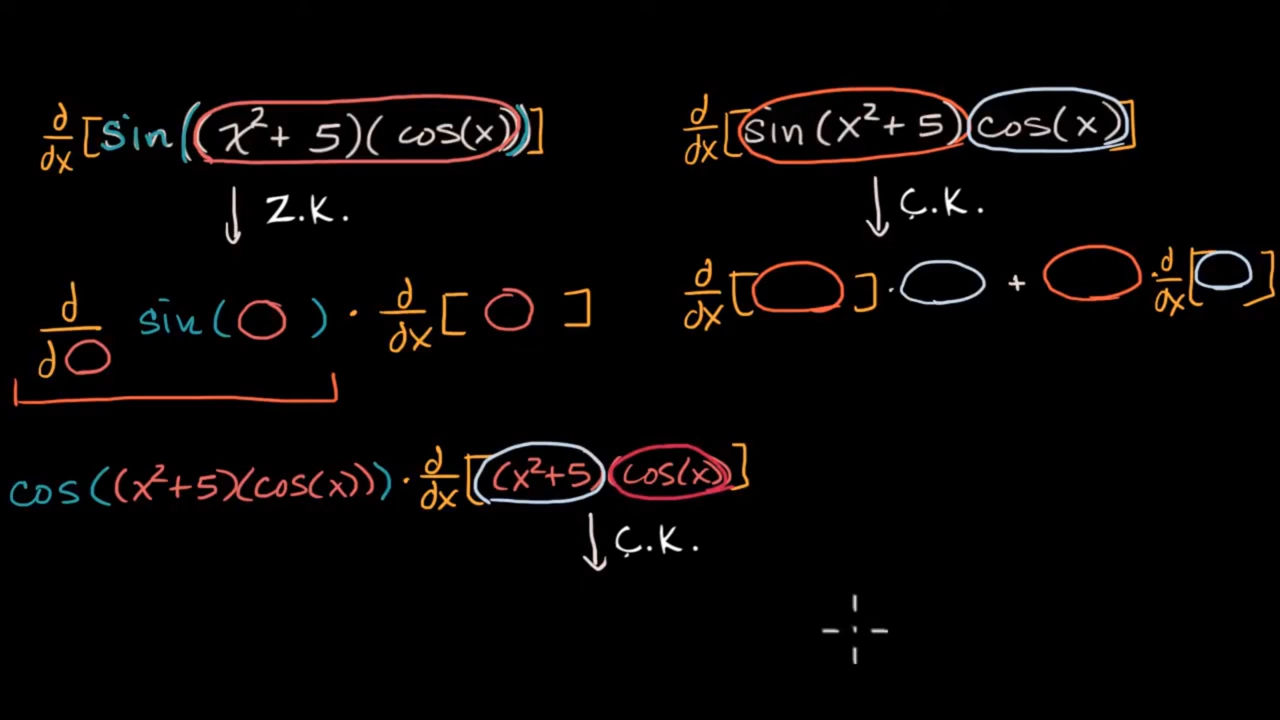 d/dx [sin((x²+5)(cos(x)))]
↓ Z.K.
d/d◯ sin(◯) · d/dx [◯]
cos((x²+5)(cos(x))) · d/dx [(x²+5)cos(x)]
↓ Ç.K.
d/dx [sin(x²+5)cos(x)]
↓ Ç.K.
d/dx [◯] · ◯ + ◯ · d/dx [◯]